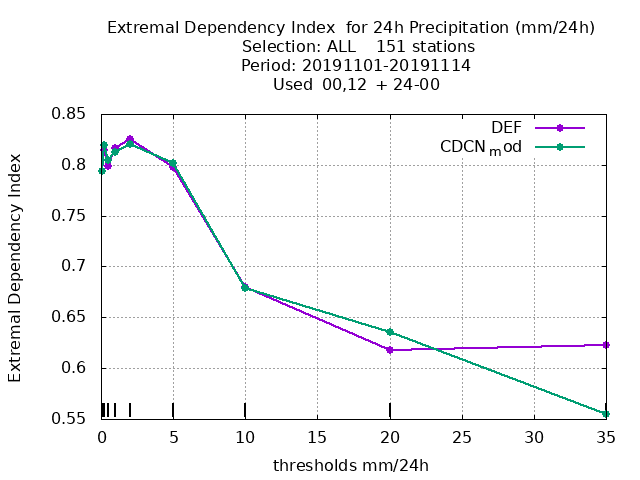 Extremal Dependency Index  for 24h Precipitation (mm/24h)
Selection: ALL    151 stations
Period: 20191101-20191114
Used  00,12  + 24-00
DEF
CDCN_mod
Extremal Dependency Index
0.85
0.8
0.75
0.7
0.65
0.6
0.55
0 5 10 15 20 25 30 35
thresholds mm/24h